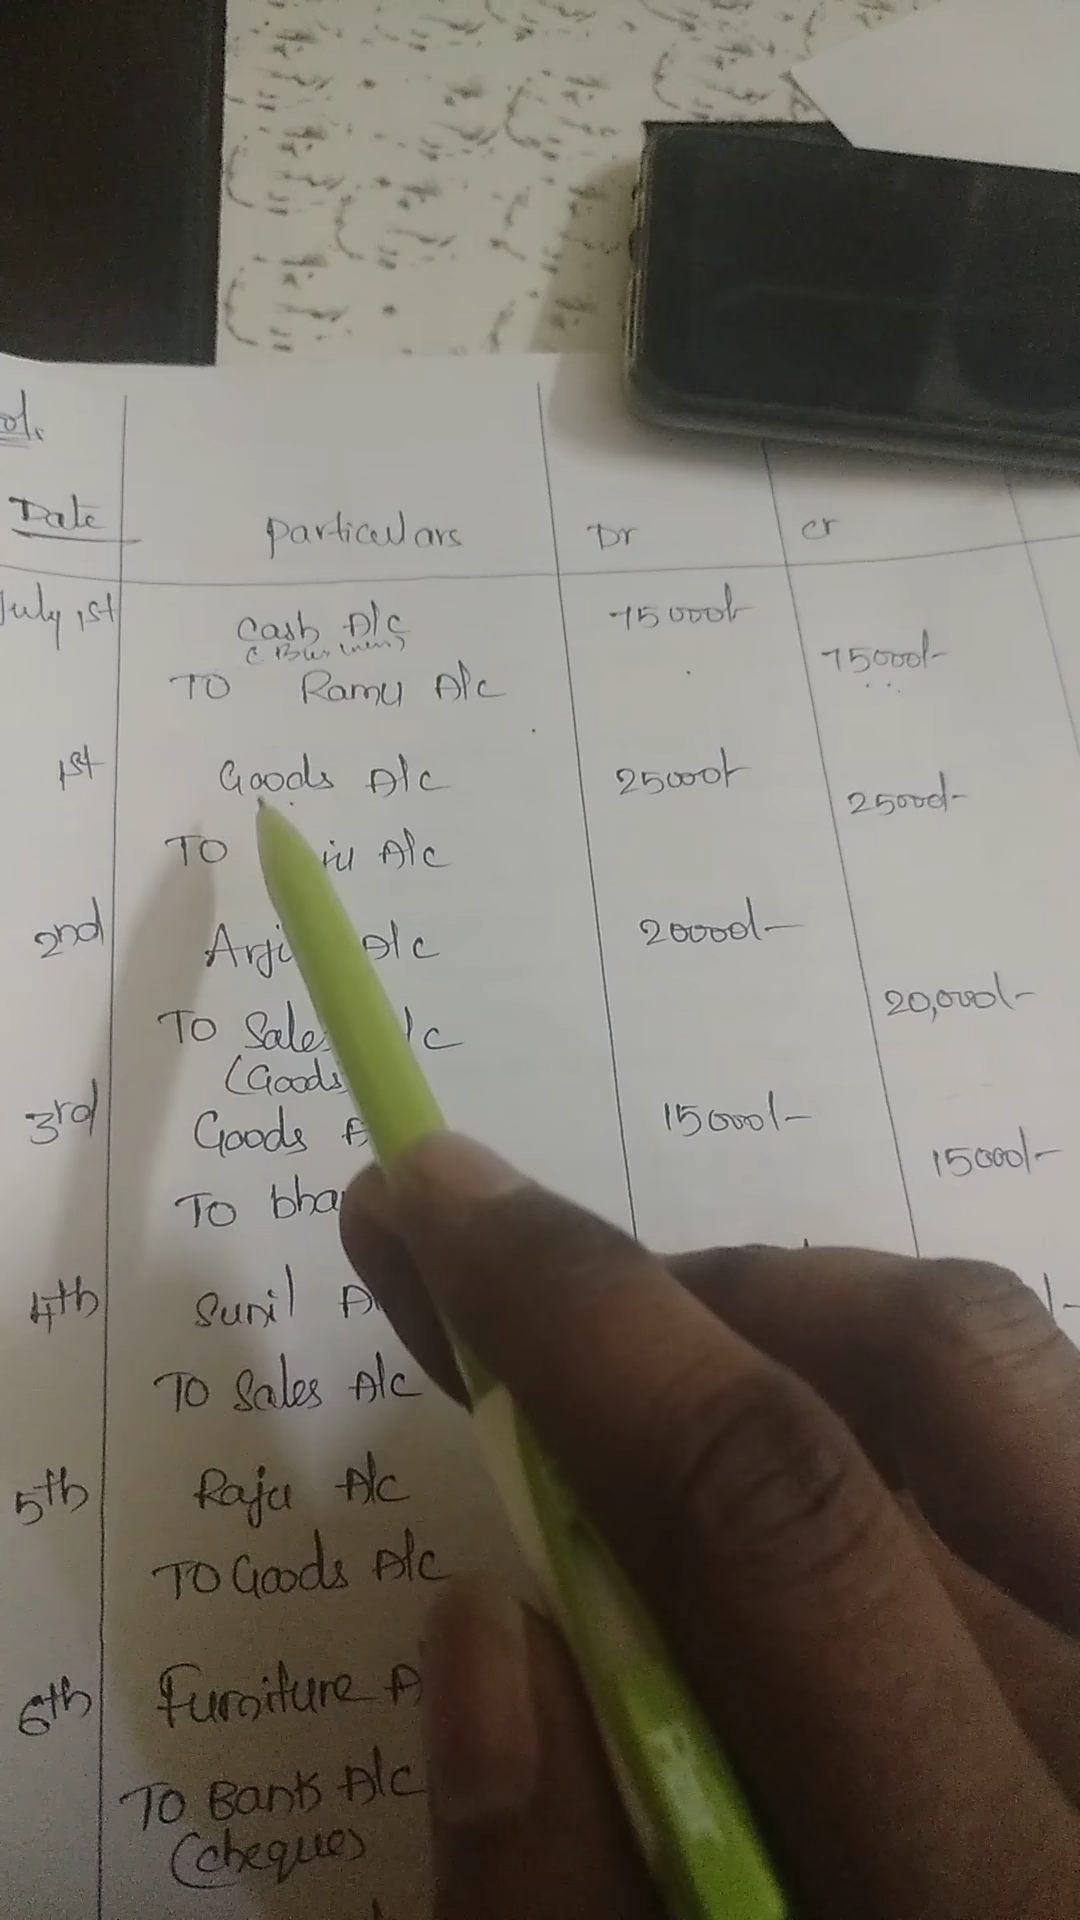 Date Particulars Dr Cr
July 1st Cash A/c 75000/-
TO Ramu A/c 75000/-
1st Goods A/c 25000/-
TO A/c 25000/-
2nd A/c 20000/-
TO Sales 20,000/-
(Goods
3rd Goods 15000/-
TO 15000/-
4th Sunil
TO Sales A/c
5th Raju A/c
TO Goods A/c
6th Furniture A
TO Bank A/c
(cheques)